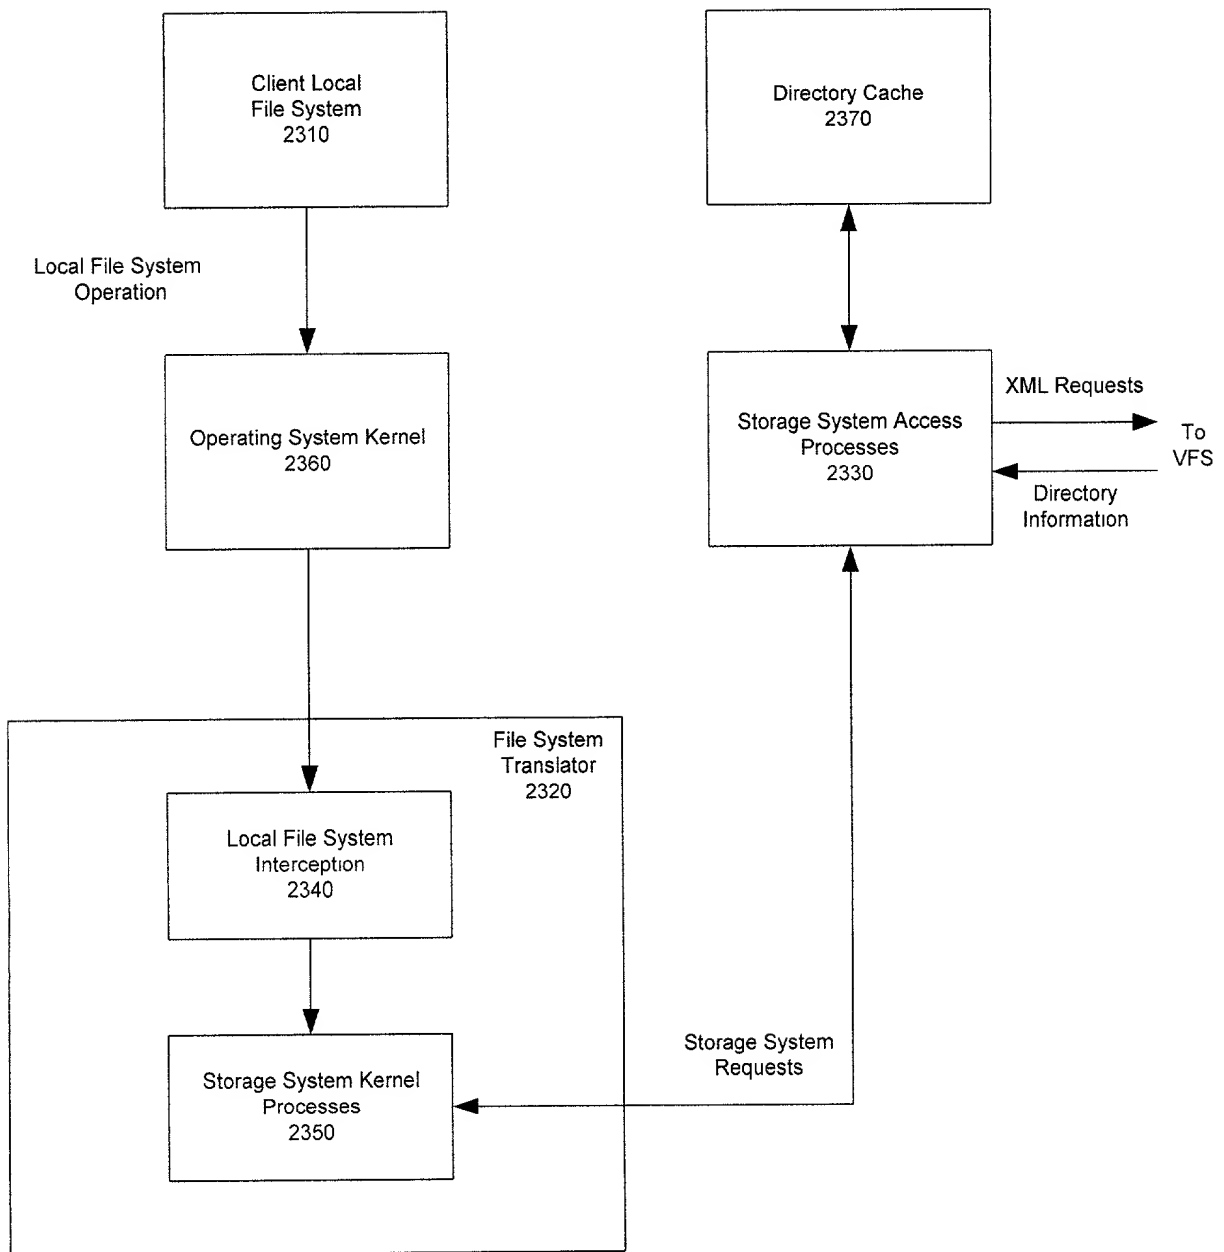 Client Local
File System
2310
Directory Cache
2370
Local File System
Operation
Operating System Kernel
2360
Storage System Access
Processes
2330
XML Requests
To
VFS
Directory
Information
File System
Translator
2320
Local File System
Interception
2340
Storage System Kernel
Processes
2350
Storage System
Requests